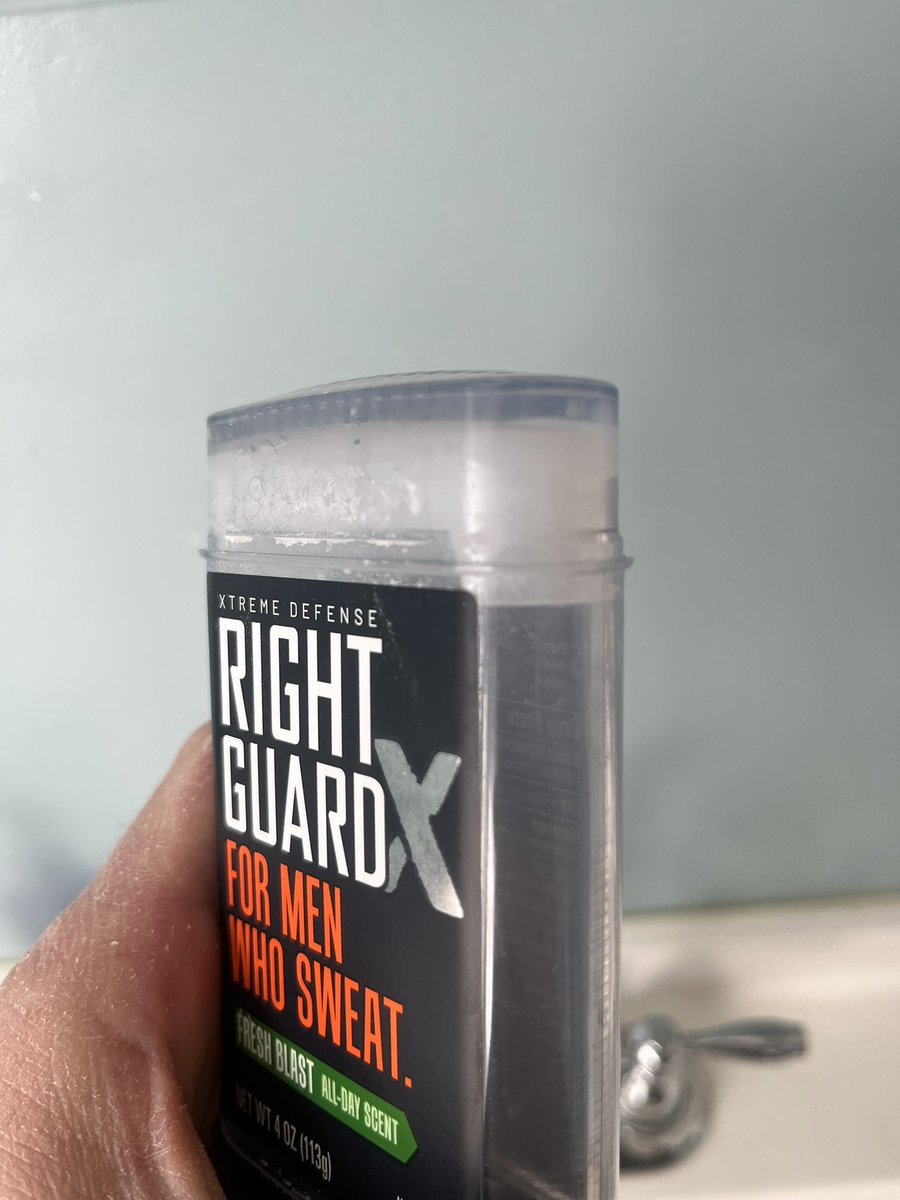 XTREME DEFENSE
RIGHT
GUARD X
FOR MEN
WHO SWEAT.
FRESH BLAST ALL-DAY SCENT
NET WT 4 OZ (113g)